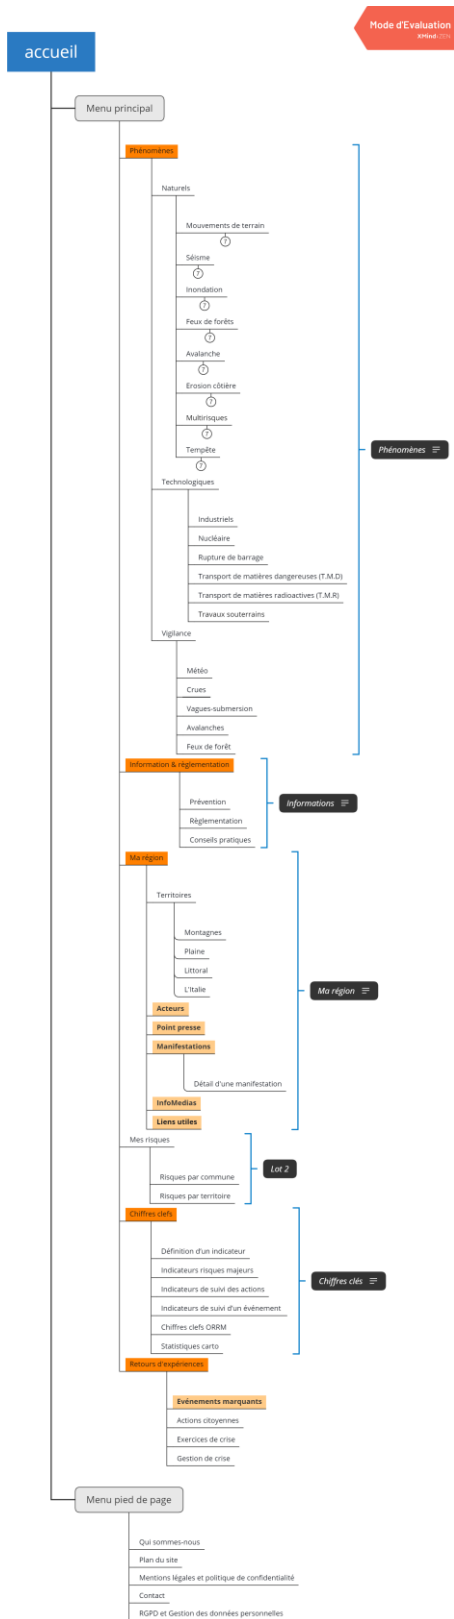 Mode d'Evaluation
XMind:ZEN
accueil
Menu principal
Phénomènes
Naturels
Mouvements de terrain
?
Séisme
?
Inondation
?
Feux de forêts
?
Avalanche
?
Erosion côtière
?
Multirisques
?
Tempête
?
Phénomènes
Technologiques
Industriels
Nucléaire
Rupture de barrage
Transport de matières dangereuses (T.M.D)
Transport de matières radioactives (T.M.R)
Travaux souterrains
Vigilance
Météo
Crues
Vagues-submersion
Avalanches
Feux de forêt
Information & règlementation
Prévention
Règlementation
Conseils pratiques
Informations
Ma région
Territoires
Montagnes
Plaine
Littoral
L'Italie
Ma région
Acteurs
Point presse
Manifestations
Détail d'une manifestation
InfoMedias
Liens utiles
Mes risques
Risques par commune
Risques par territoire
Lot 2
Chiffres clefs
Définition d'un indicateur
Indicateurs risques majeurs
Indicateurs de suivi des actions
Indicateurs de suivi d'un événement
Chiffres clefs ORRM
Statistiques carto
Chiffres clés
Retours d'expériences
Evénements marquants
Actions citoyennes
Exercices de crise
Gestion de crise
Menu pied de page
Qui sommes-nous
Plan du site
Mentions légales et politique de confidentialité
Contact
RGPD et Gestion des données personnelles